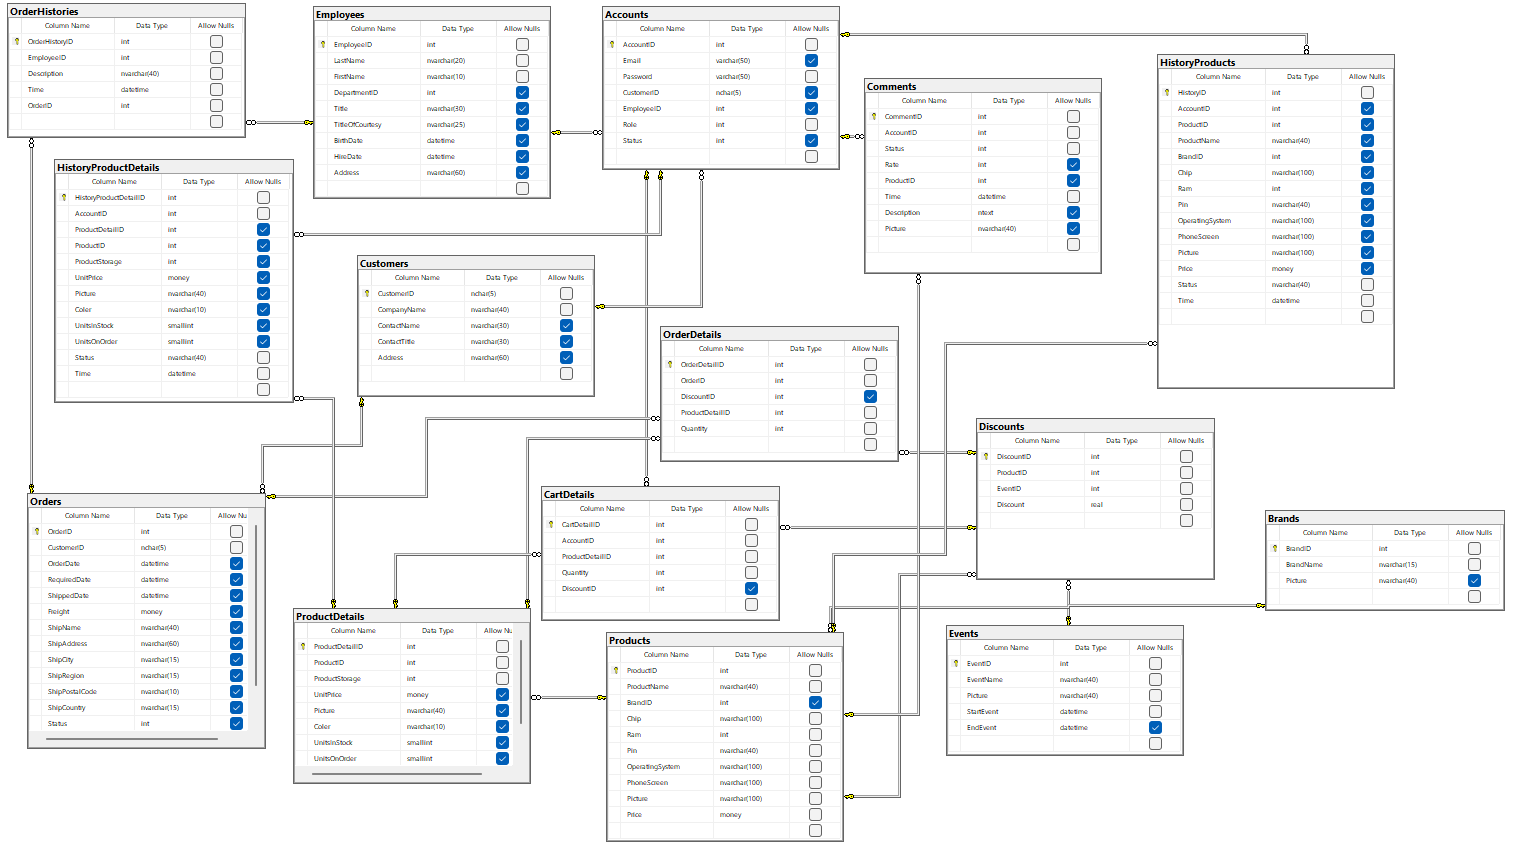 OrderHistories
Column Name Data Type Allow Nulls
OrderHistoryID int
EmployeeID int
Description nvarchar(40)
Time datetime
OrderID int
Employees
Column Name Data Type Allow Nulls
EmployeeID int
LastName nvarchar(20)
FirstName nvarchar(10)
DepartmentID int
Title nvarchar(30)
TitleOfCourtesy nvarchar(25)
BirthDate datetime
HireDate datetime
Address nvarchar(60)
Accounts
Column Name Data Type Allow Nulls
AccountID int
Email varchar(50)
Password varchar(50)
CustomerID nchar(5)
EmployeeID int
Role int
Status int
Comments
Column Name Data Type Allow Nulls
CommentID int
AccountID int
Status int
Rate int
ProductID int
Time datetime
Description ntext
Picture nvarchar(40)
HistoryProducts
Column Name Data Type Allow Nulls
HistoryID int
AccountID int
ProductID int
ProductName nvarchar(40)
BrandID int
Chip nvarchar(100)
Ram int
Pin nvarchar(40)
OperatingSystem nvarchar(100)
PhoneScreen nvarchar(100)
Picture nvarchar(100)
Price money
Status nvarchar(40)
Time datetime
HistoryProductDetails
Column Name Data Type Allow Nulls
HistoryProductDetailID int
AccountID int
ProductDetailID int
ProductID int
ProductStorage int
UnitPrice money
Picture nvarchar(40)
Coler nvarchar(10)
UnitsInStock smallint
UnitsOnOrder smallint
Status nvarchar(40)
Time datetime
Customers
Column Name Data Type Allow Nulls
CustomerID nchar(5)
CompanyName nvarchar(40)
ContactName nvarchar(30)
ContactTitle nvarchar(30)
Address nvarchar(60)
OrderDetails
Column Name Data Type Allow Nulls
OrderDetailID int
OrderID int
DiscountID int
ProductDetailID int
Quantity int
Discounts
Column Name Data Type Allow Nulls
DiscountID int
ProductID int
EventID int
Discount real
CartDetails
Column Name Data Type Allow Nulls
CartDetailID int
AccountID int
ProductDetailID int
Quantity int
DiscountID int
Orders
Column Name Data Type Allow Nu
OrderID int
CustomerID nchar(5)
OrderDate datetime
RequiredDate datetime
ShippedDate datetime
Freight money
ShipName nvarchar(40)
ShipAddress nvarchar(60)
ShipCity nvarchar(15)
ShipRegion nvarchar(15)
ShipPostalCode nvarchar(10)
ShipCountry nvarchar(15)
Status int
Brands
Column Name Data Type Allow Nulls
BrandID int
BrandName nvarchar(15)
Picture nvarchar(40)
ProductDetails
Column Name Data Type Allow Nu
ProductDetailID int
ProductID int
ProductStorage int
UnitPrice money
Picture nvarchar(40)
Coler nvarchar(10)
UnitsInStock smallint
UnitsOnOrder smallint
Products
Column Name Data Type Allow Nulls
ProductID int
ProductName nvarchar(40)
BrandID int
Chip nvarchar(100)
Ram int
Pin nvarchar(40)
OperatingSystem nvarchar(100)
PhoneScreen nvarchar(100)
Picture nvarchar(100)
Price money
Events
Column Name Data Type Allow Nulls
EventID int
EventName nvarchar(40)
Picture nvarchar(40)
StartEvent datetime
EndEvent datetime